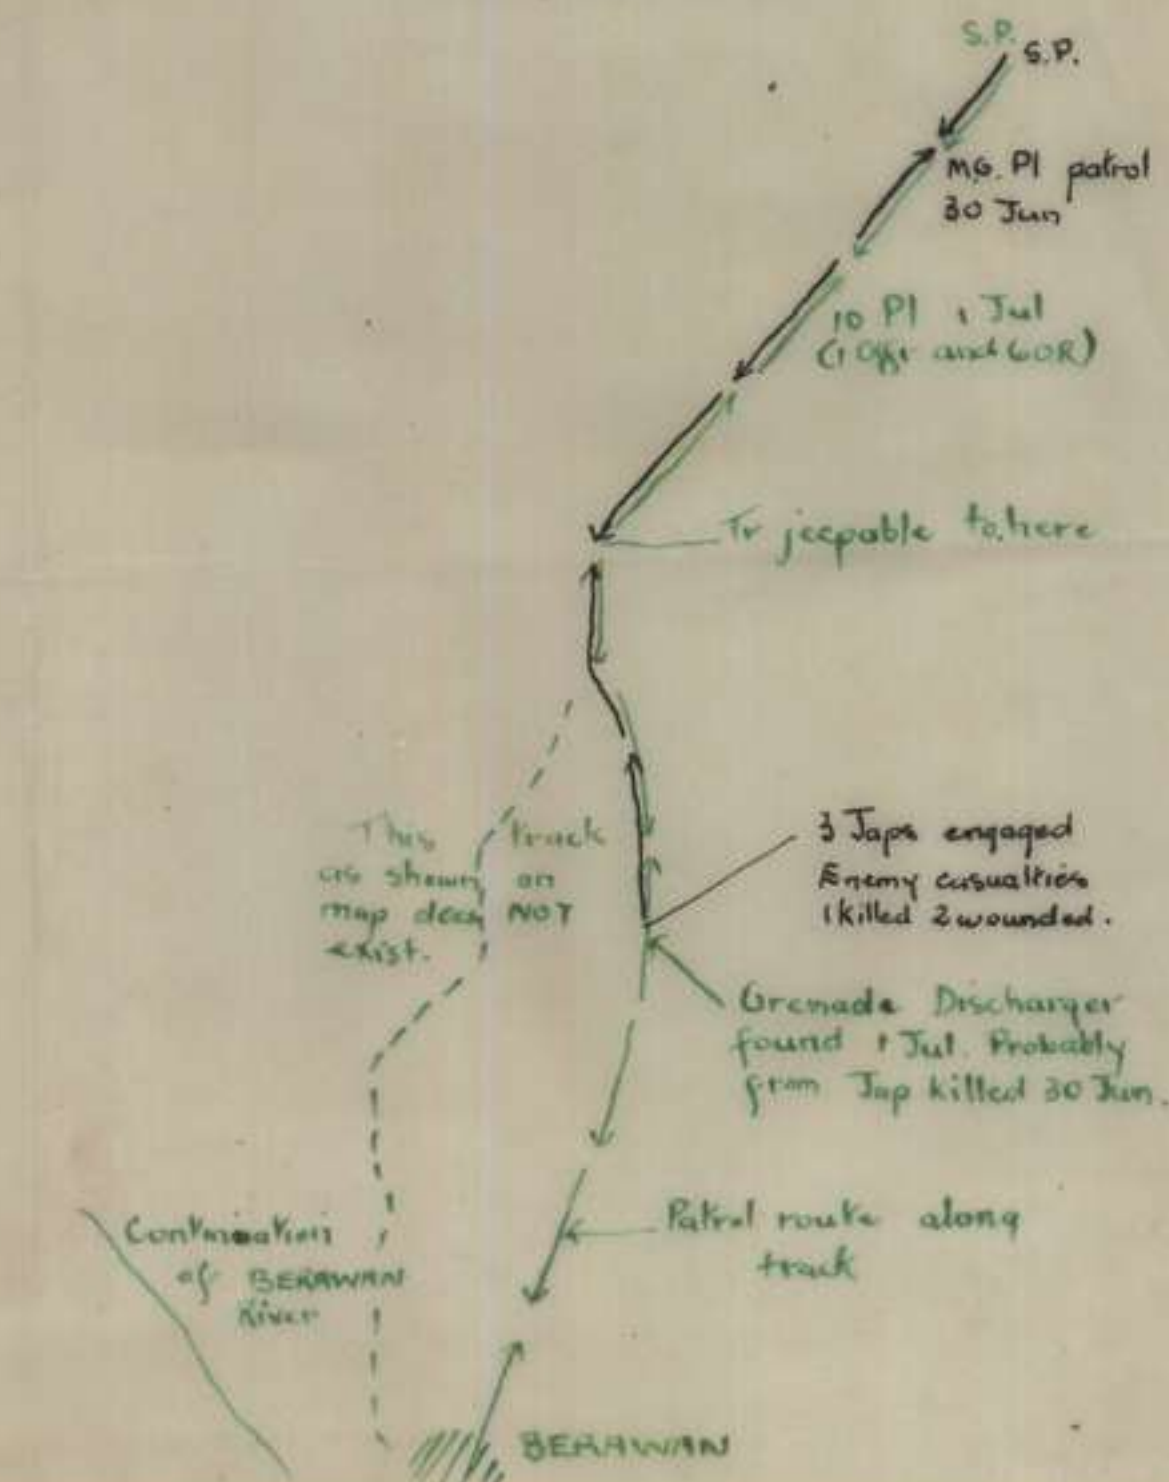 S.P.
S.P.
M.G. Pl patrol
30 Jun
10 Pl 1 Jul
(1 Offr and 6 OR)
Tr jeepable to here
This track
as shown on
map does NOT
exist.
3 Japs engaged
Enemy casualties
1 killed 2 wounded.
Grenade Discharger
found 1 Jul. Probably
from Jap killed 30 Jun.
Patrol route along
track
Continuation
of BERAWAN
River
BERAWAN